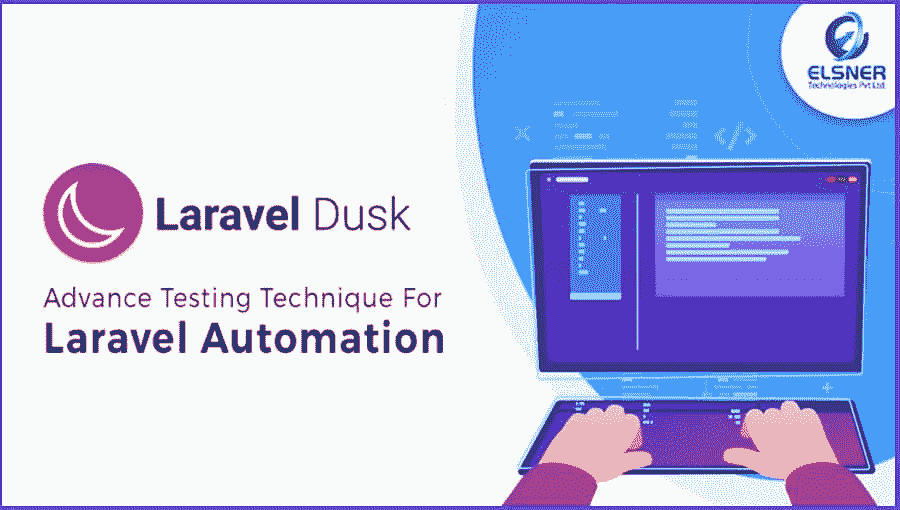 ELSNER
Technologies Pvt Ltd.
Laravel Dusk
Advance Testing Technique For
Laravel Automation